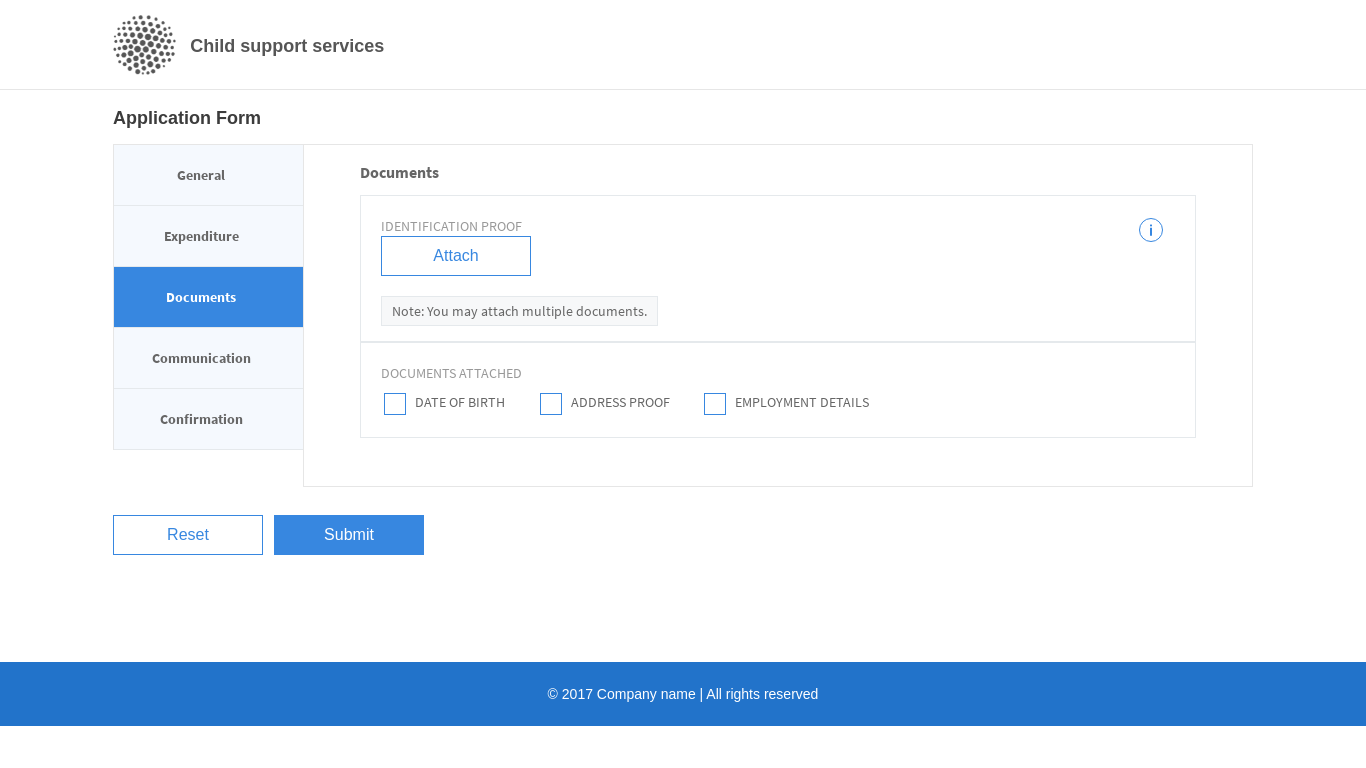 Child support services
Application Form
General
Expenditure
Documents
Communication
Confirmation
Documents
IDENTIFICATION PROOF
i
Attach
Note: You may attach multiple documents.
DOCUMENTS ATTACHED
DATE OF BIRTH ADDRESS PROOF EMPLOYMENT DETAILS
Reset Submit
© 2017 Company name | All rights reserved